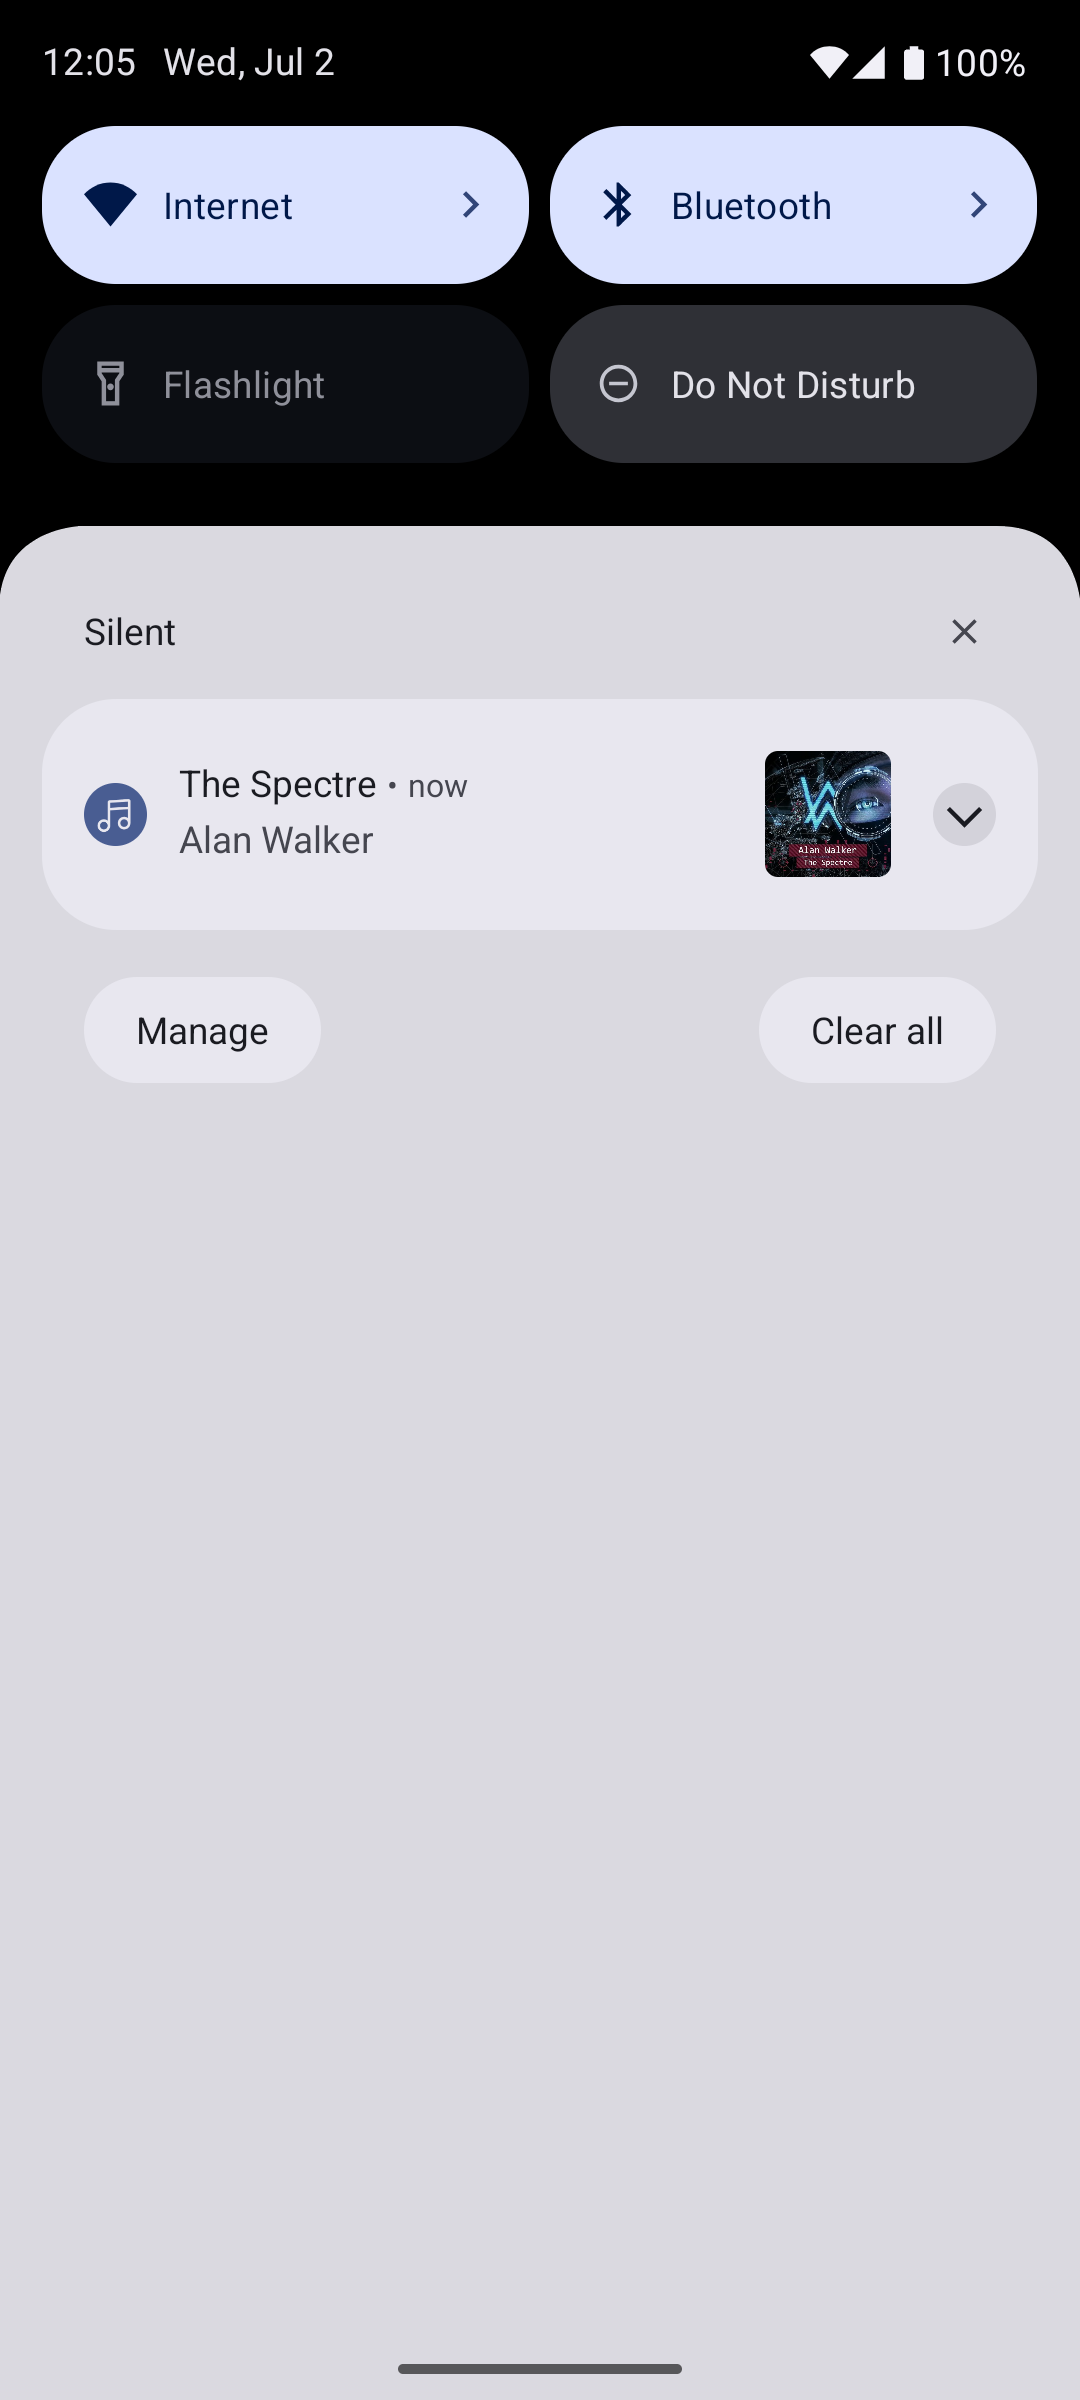 12:05 Wed, Jul 2 100%
Internet Bluetooth
Flashlight Do Not Disturb
Silent
The Spectre • now
Alan Walker
Alan Walker
The Spectre
Manage Clear all